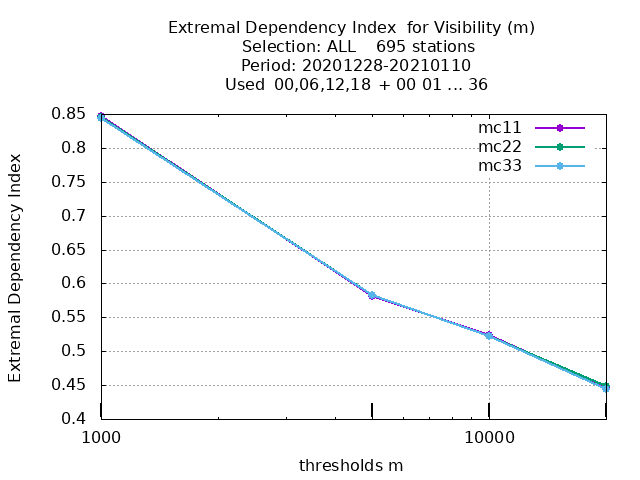 Extremal Dependency Index for Visibility (m)
Selection: ALL 695 stations
Period: 20201228-20210110
Used 00,06,12,18 + 00 01 ... 36
mc11
mc22
mc33
Extremal Dependency Index
0.85
0.8
0.75
0.7
0.65
0.6
0.55
0.5
0.45
0.4
1000
10000
thresholds m